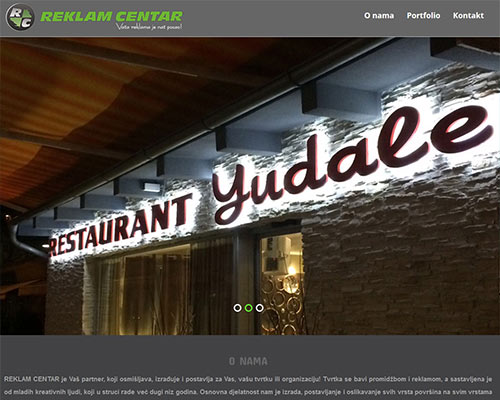 RC REKLAM CENTAR
Vaša reklama je naš posao!
O nama Portfolio Kontakt
RESTAURANT Yudale
O NAMA
REKLAM CENTAR je Vaš partner, koji osmišljava, izrađuje i postavlja za Vas, vašu tvrtku ili organizaciju! Tvrtka se bavi promidžbom i reklamom, a sastavljena je
od mladih kreativnih ljudi, koji u struci rade već dugi niz godina. Osnovna djelatnost nam je izrada, postavljanje i oslikavanje svih vrsta površina na svim vrstama